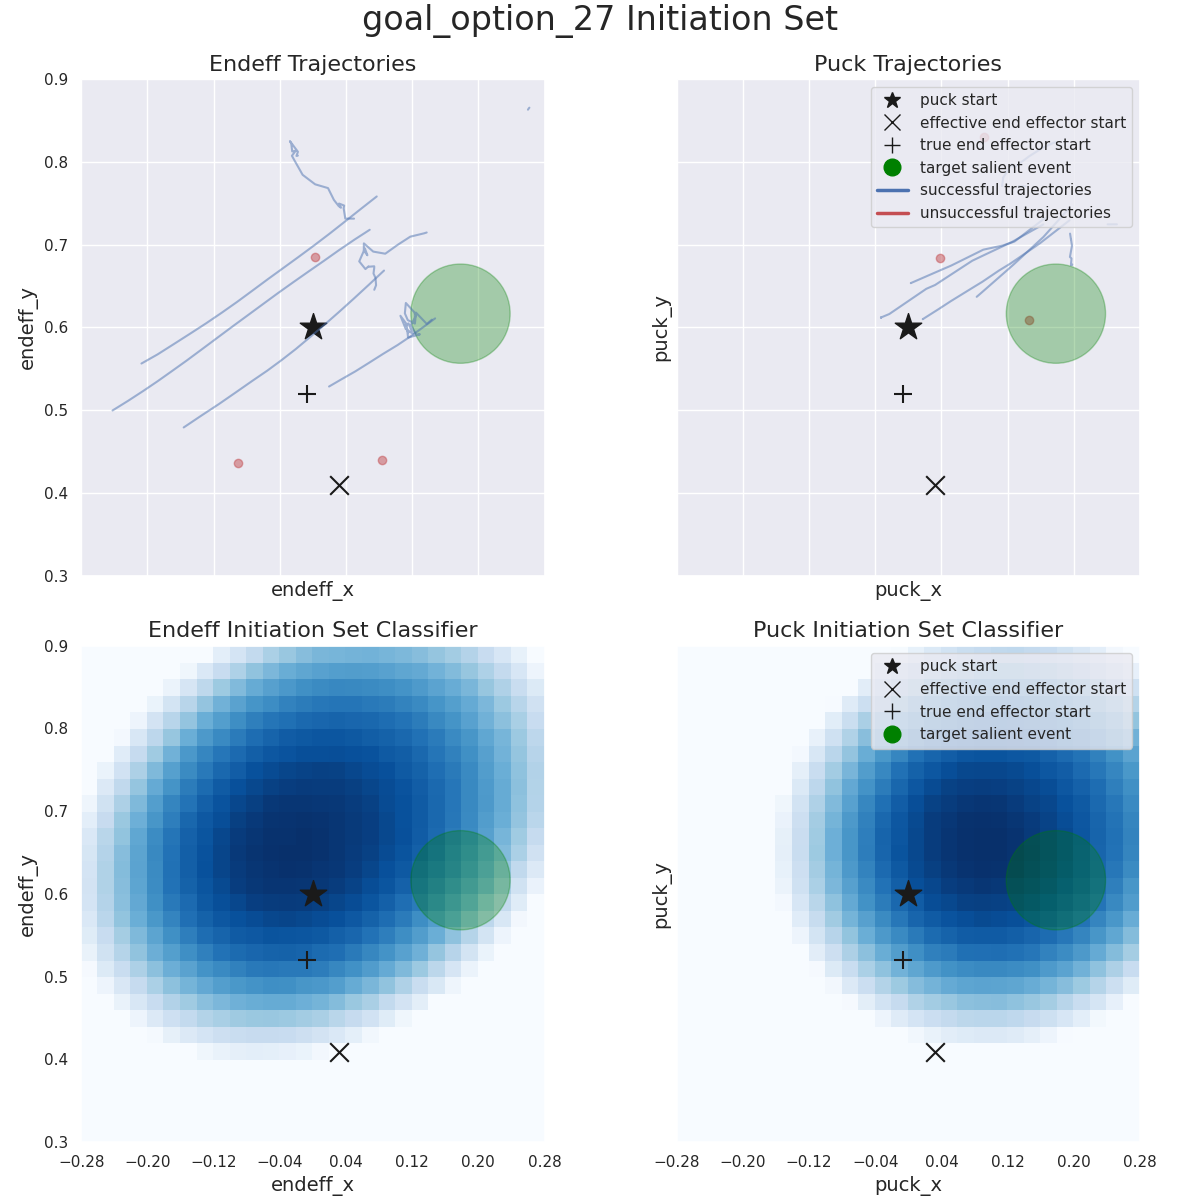 goal_option_27 Initiation Set
Endeff Trajectories
0.9
0.8
0.7
0.6
0.5
0.4
0.3
endeff_y
endeff_x
Puck Trajectories
puck start
effective end effector start
true end effector start
target salient event
successful trajectories
unsuccessful trajectories
puck_y
puck_x
Endeff Initiation Set Classifier
0.9
0.8
0.7
0.6
0.5
0.4
0.3
endeff_y
−0.28 −0.20 −0.12 −0.04 0.04 0.12 0.20 0.28
endeff_x
Puck Initiation Set Classifier
puck start
effective end effector start
true end effector start
target salient event
puck_y
−0.28 −0.20 −0.12 −0.04 0.04 0.12 0.20 0.28
puck_x